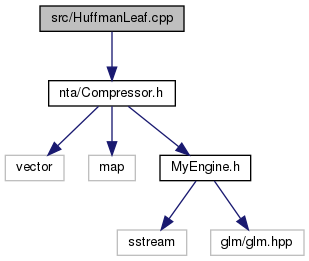 src/HuffmanLeaf.cpp
nta/Compressor.h
vector
map
MyEngine.h
sstream
glm/glm.hpp